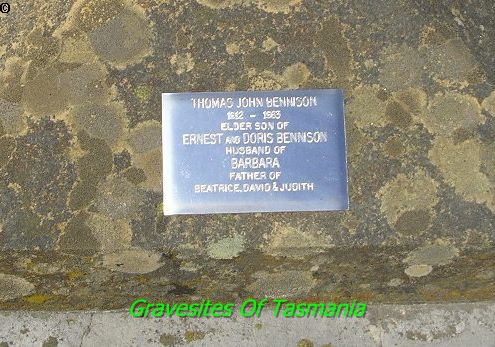 ©
THOMAS JOHN BENNISON
ELDER SON OF
ERNEST AND DORIS BENNISON
HUSBAND OF
BARBARA
FATHER OF
BEATRICE, DAVID & JUDITH
Gravesites Of Tasmania